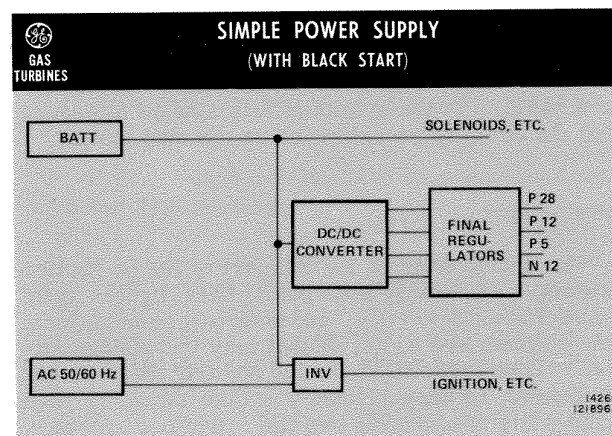 GE
GAS
TURBINES
SIMPLE POWER SUPPLY
(WITH BLACK START)
BATT
SOLENOIDS, ETC.
DC/DC
CONVERTER
FINAL
REGU-
LATORS
P 28
P 12
P 5
N 12
AC 50/60 Hz
INV
IGNITION, ETC.
1426
121896